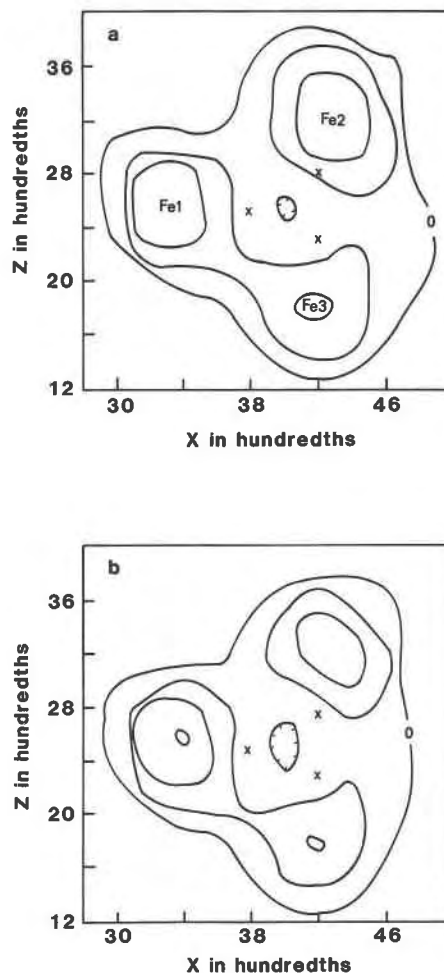 a
36
28
20
12
Z in hundredths
Fe2
Fe1
x
x
x
0
Fe3
30
38
46
X in hundredths
b
36
28
20
12
Z in hundredths
x
x
x
0
30
38
46
X in hundredths